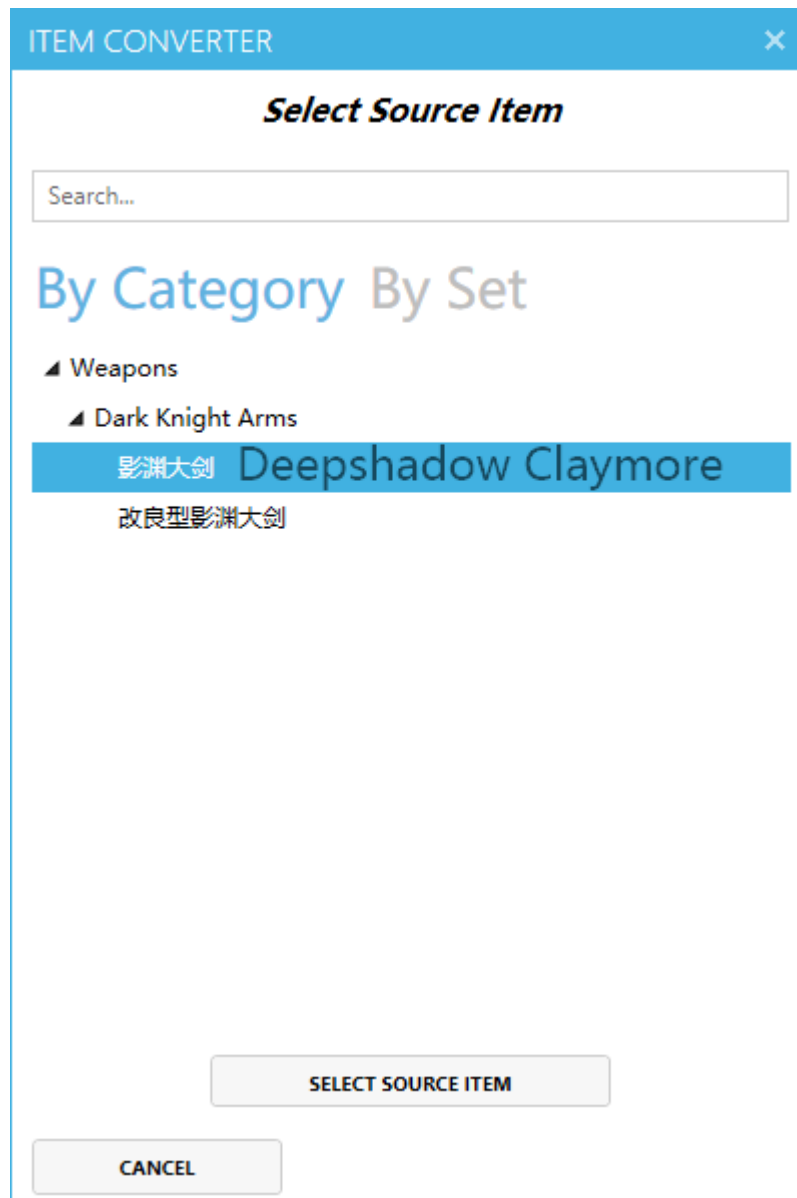 ITEM CONVERTER ×
Select Source Item
Search...
By Category By Set
Weapons
Dark Knight Arms
影渊大剑 Deepshadow Claymore
改良型影渊大剑
SELECT SOURCE ITEM
CANCEL